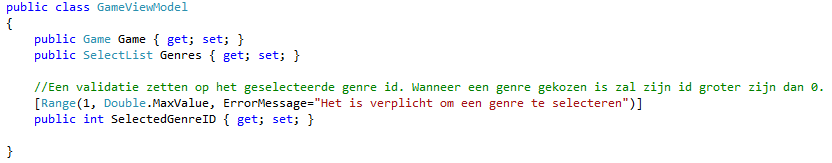 public class GameViewModel
{
public Game Game { get; set; }
public SelectList Genres { get; set; }
//Een validatie zetten op het geselecteerde genre id. Wanneer een genre gekozen is zal zijn id groter zijn dan 0.
[Range(1, Double.MaxValue, ErrorMessage="Het is verplicht om een genre te selecteren")]
public int SelectedGenreID { get; set; }
}